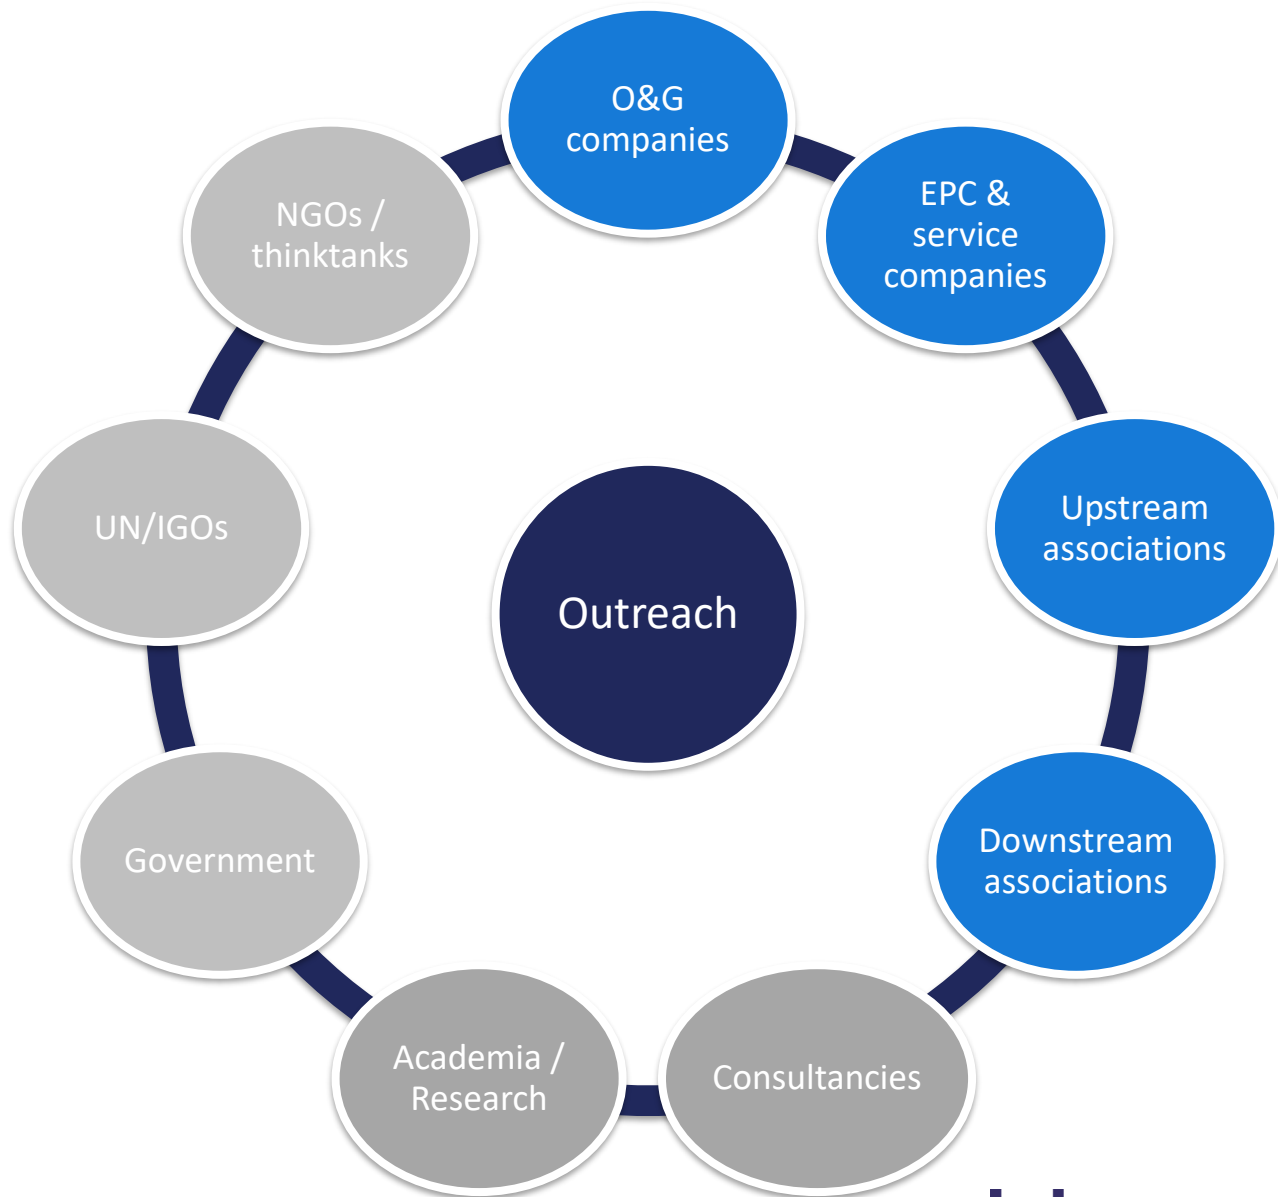 O&G
companies
EPC &
service
companies
Upstream
associations
Downstream
associations
Consultancies
Academia /
Research
Government
UN/IGOs
NGOs /
thinktanks
Outreach